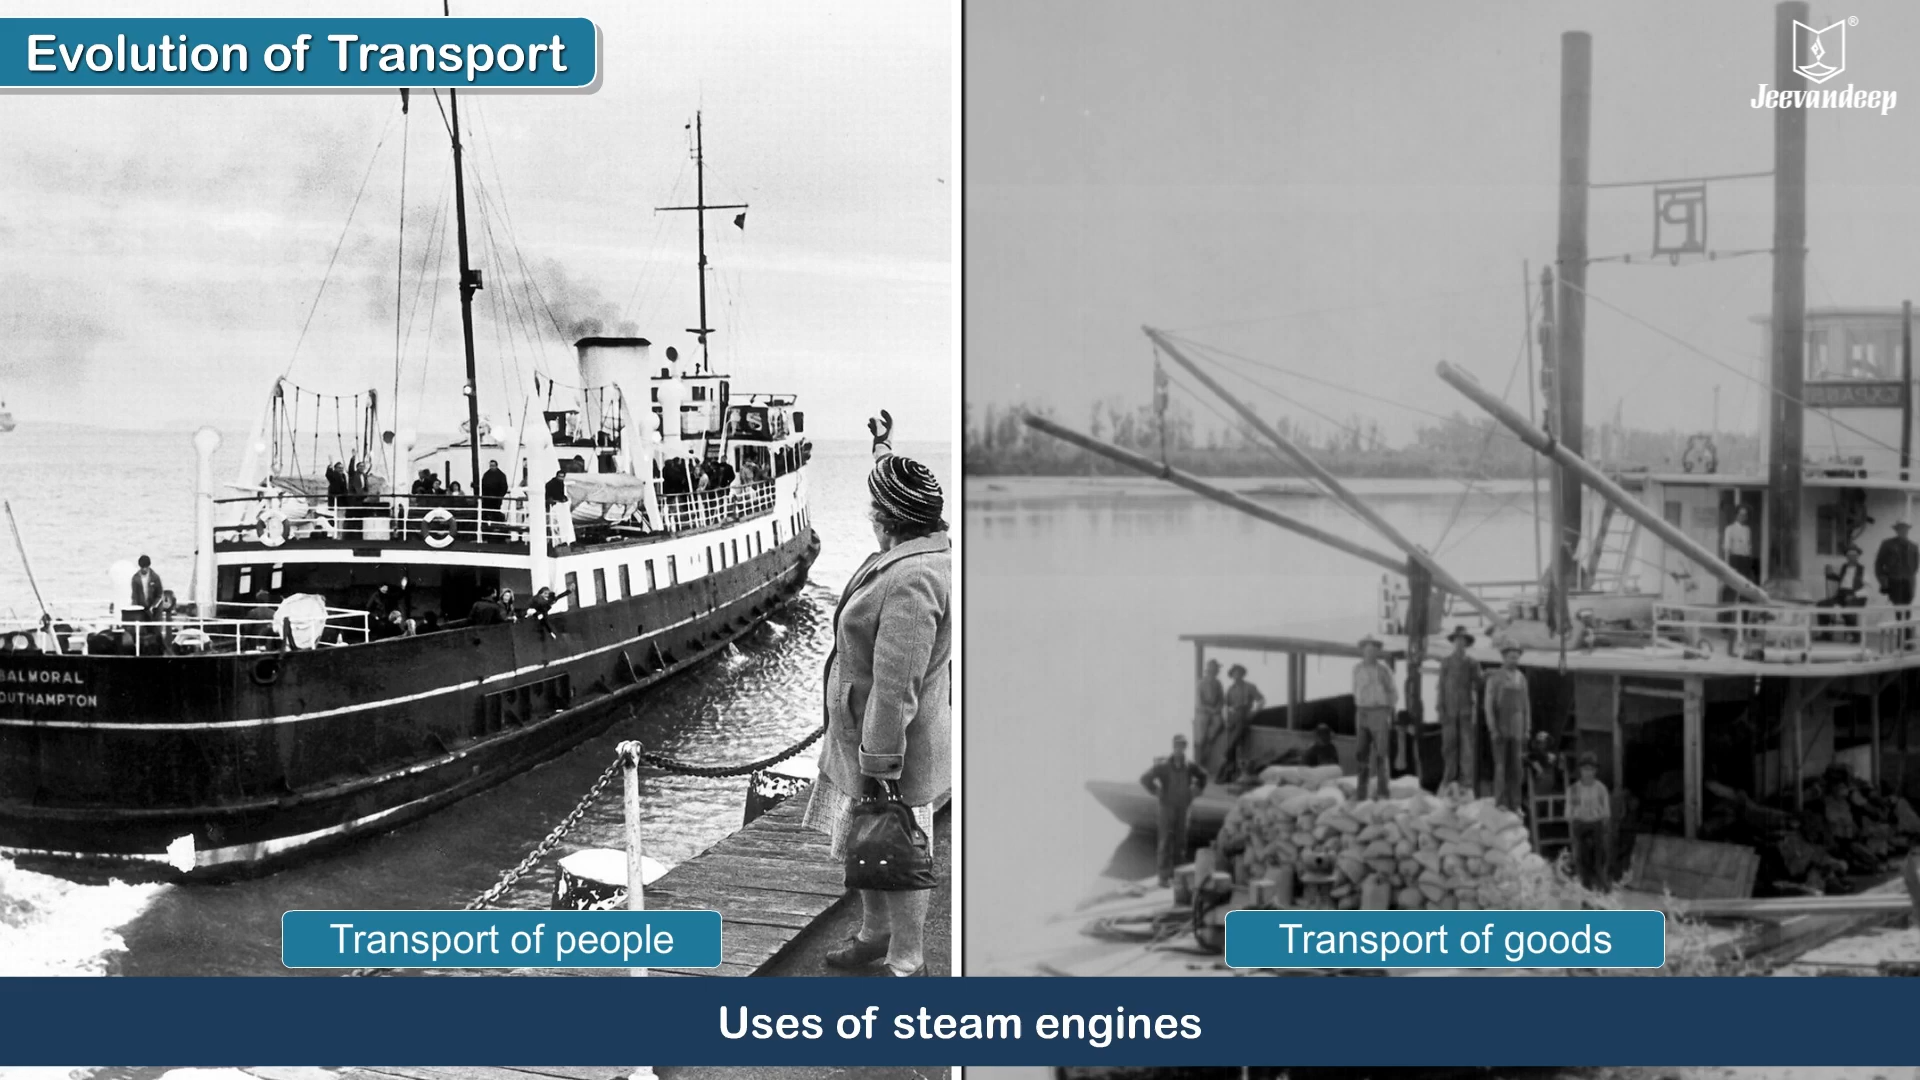 Evolution of Transport
®
Jeevandeep
BALMORAL
OUTHAMPTON
Transport of people
Transport of goods
Uses of steam engines